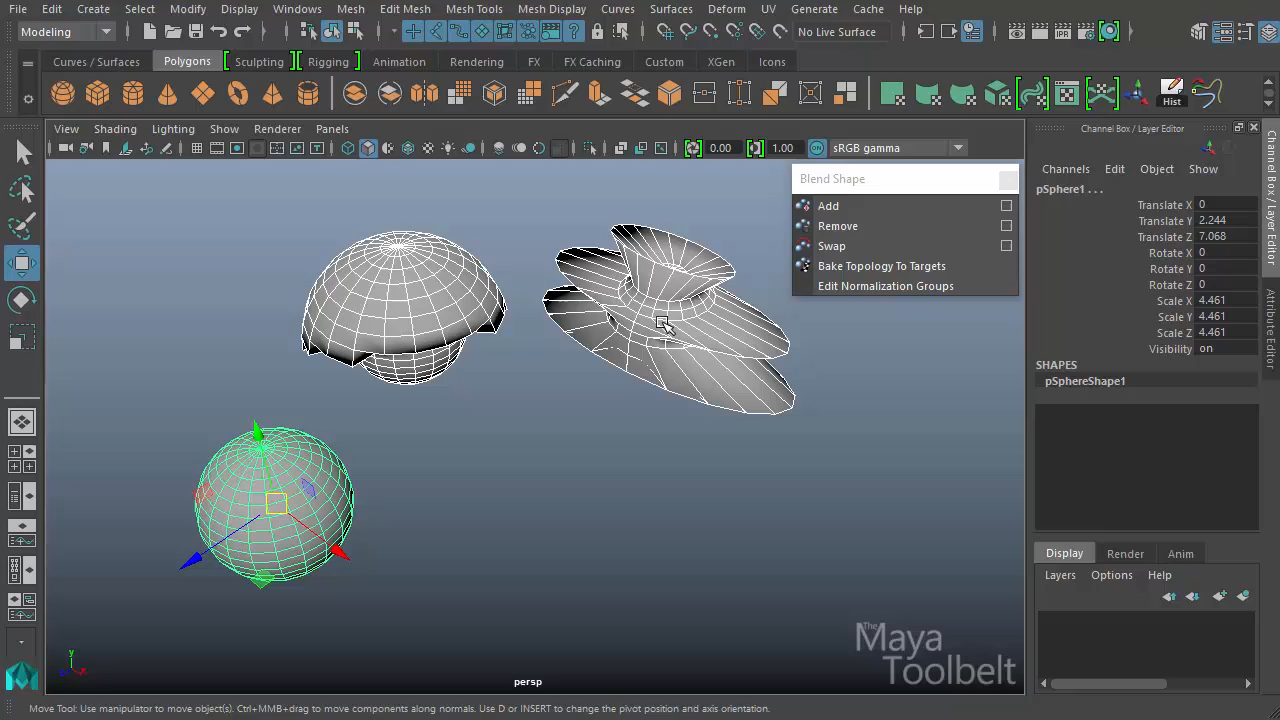 File Edit Create Select Modify Display Windows Mesh Edit Mesh Mesh Tools Mesh Display Curves Surfaces Deform UV Generate Cache Help
Modeling
No Live Surface
Curves / Surfaces Polygons Sculpting Rigging Animation Rendering FX FX Caching Custom XGen Icons
Hist
View Shading Lighting Show Renderer Panels
0.00 1.00 ON sRGB gamma
Blend Shape
Add
Remove
Swap
Bake Topology To Targets
Edit Normalization Groups
Channel Box / Layer Editor
Channels Edit Object Show
pSphere1 . . .
Translate X 0
Translate Y 2.244
Translate Z 7.068
Rotate X 0
Rotate Y 0
Rotate Z 0
Scale X 4.461
Scale Y 4.461
Scale Z 4.461
Visibility on
SHAPES
pSphereShape1
Display Render Anim
Layers Options Help
Channel Box / Layer Editor
Attribute Editor
y
persp
The
Maya
Toolbelt
Move Tool: Use manipulator to move object(s). Ctrl+MMB+drag to move components along normals. Use D or INSERT to change the pivot position and axis orientation.